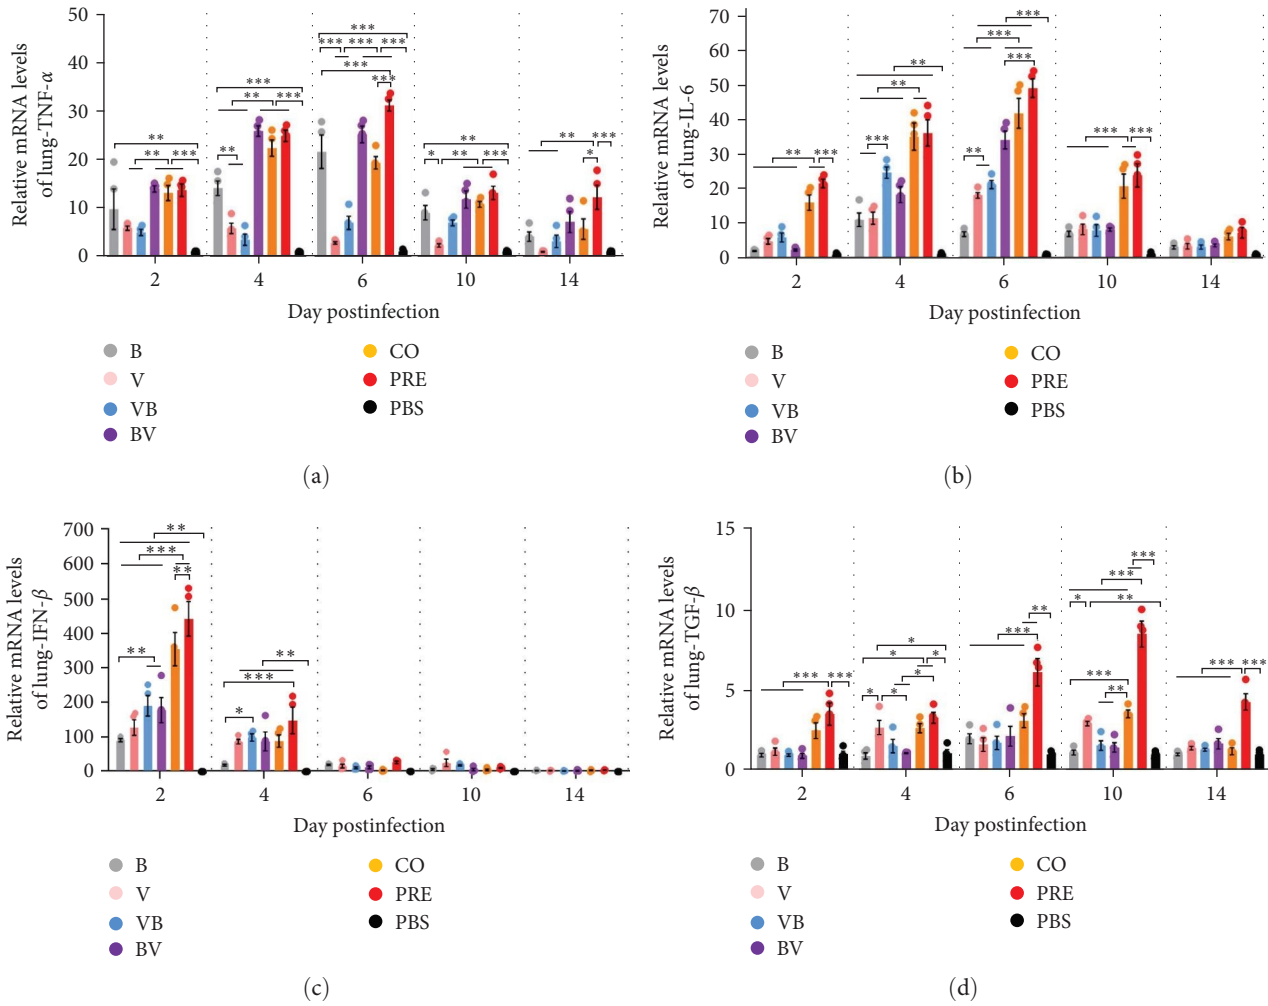 50
40
30
20
10
0
Relative mRNA levels
of lung-TNF-α
***
***
*** *** ***
***
***
**
** ***
**
** ***
**
* ** ***
** ***
*
2 4 6 10 14
Day postinfection
B
V
VB
BV
CO
PRE
PBS
(a)
70
60
50
40
30
20
10
0
Relative mRNA levels
of lung-IL-6
***
***
***
**
**
**
***
** ***
*** ***
2 4 6 10 14
Day postinfection
B
V
VB
BV
CO
PRE
PBS
(b)
700
600
500
400
300
200
100
0
Relative mRNA levels
of lung-IFN-β
**
***
**
**
**
***
*
2 4 6 10 14
Day postinfection
B
V
VB
BV
CO
PRE
PBS
(c)
15
10
5
0
Relative mRNA levels
of lung-TGF-β
***
***
* **
**
***
***
**
*
* *
*
* *
*** ***
*** ***
2 4 6 10 14
Day postinfection
B
V
VB
BV
CO
PRE
PBS
(d)